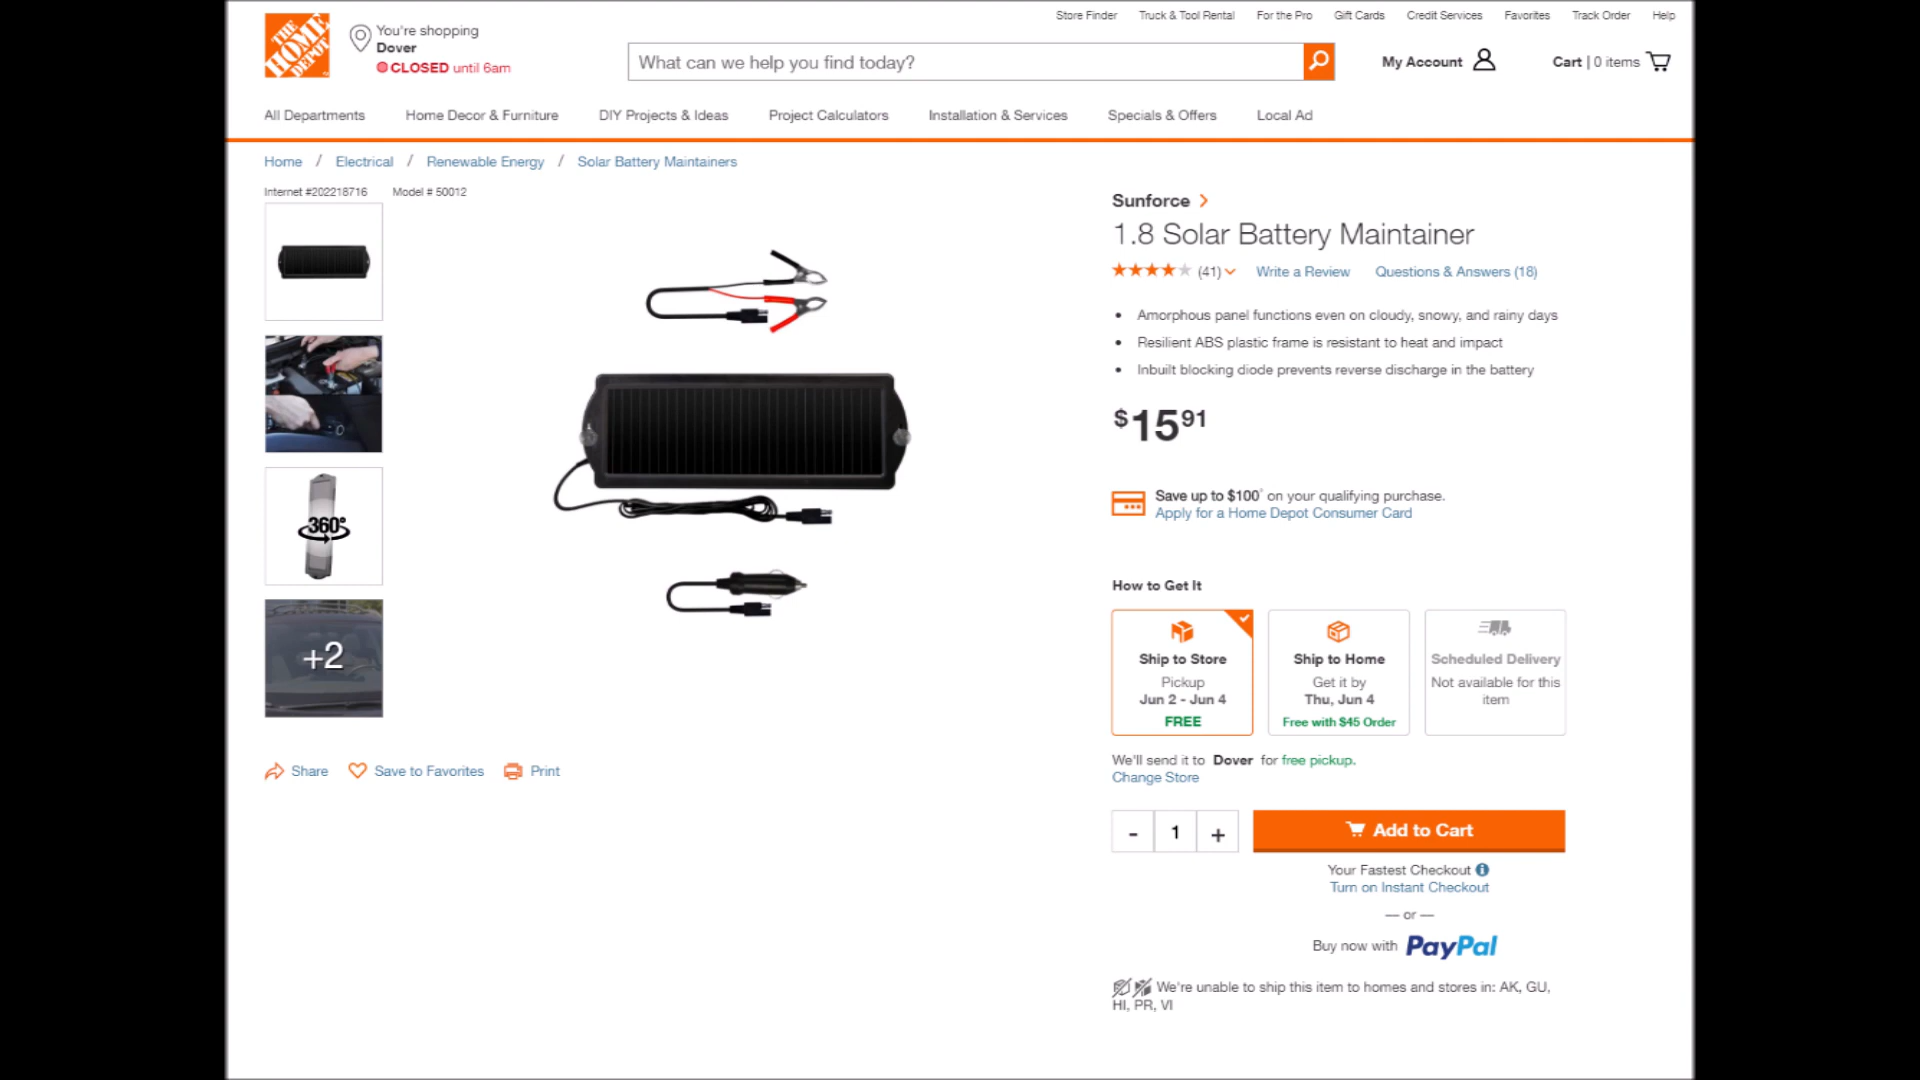 THE HOME DEPOT
You're shopping
Dover
CLOSED until 6am
Store Finder Truck & Tool Rental For the Pro Gift Cards Credit Services Favorites Track Order Help
What can we help you find today?
My Account
Cart | 0 items
All Departments Home Decor & Furniture DIY Projects & Ideas Project Calculators Installation & Services Specials & Offers Local Ad
Home / Electrical / Renewable Energy / Solar Battery Maintainers
Internet #202218716 Model # 50012
360°
+2
Share Save to Favorites Print
Sunforce
1.8 Solar Battery Maintainer
(41) Write a Review Questions & Answers (18)
• Amorphous panel functions even on cloudy, snowy, and rainy days
• Resilient ABS plastic frame is resistant to heat and impact
• Inbuilt blocking diode prevents reverse discharge in the battery
$1591
Save up to $100° on your qualifying purchase.
Apply for a Home Depot Consumer Card
How to Get It
Ship to Store
Pickup
Jun 2 - Jun 4
FREE
Ship to Home
Get it by
Thu, Jun 4
Free with $45 Order
Scheduled Delivery
Not available for this
item
We'll send it to Dover for free pickup.
Change Store
- 1 +
Add to Cart
Your Fastest Checkout
Turn on Instant Checkout
— or —
Buy now with PayPal
We're unable to ship this item to homes and stores in: AK, GU,
HI, PR, VI